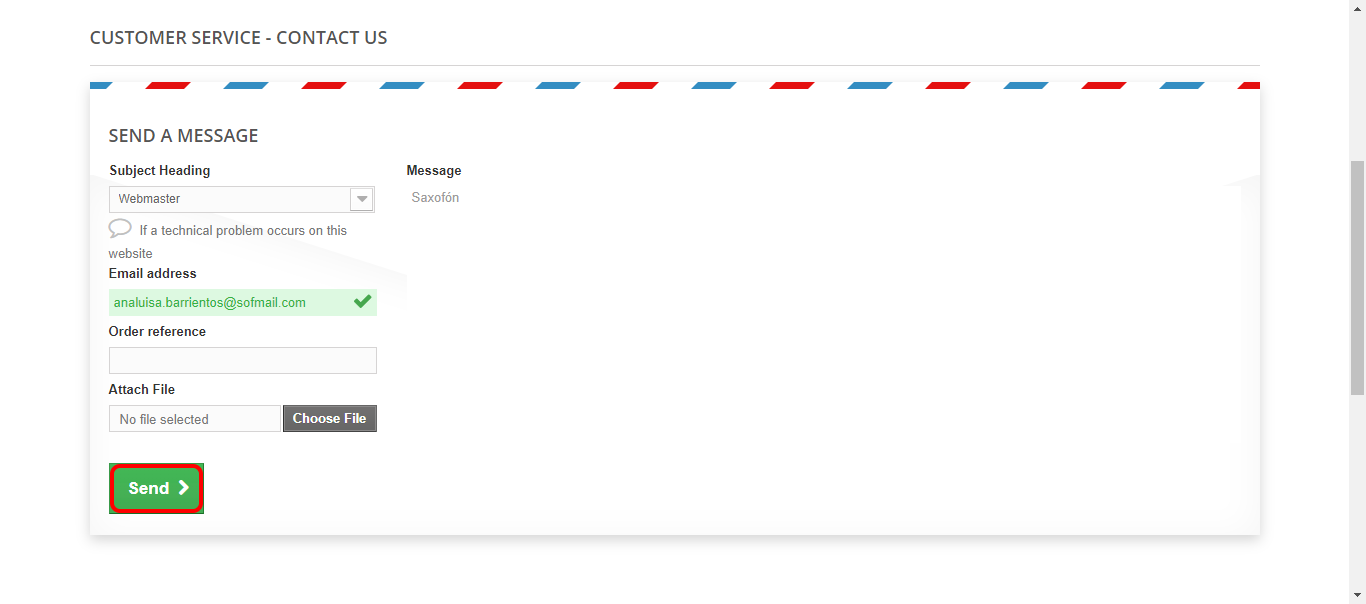 CUSTOMER SERVICE - CONTACT US
SEND A MESSAGE
Subject Heading
Webmaster
If a technical problem occurs on this
website
Email address
analuisa.barrientos@sofmail.com
Order reference
Attach File
No file selected
Choose File
Send
Message
Saxofón